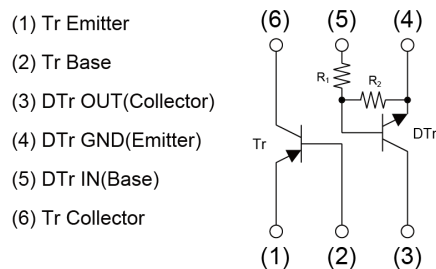 (1) Tr Emitter
(2) Tr Base
(3) DTr OUT(Collector)
(4) DTr GND(Emitter)
(5) DTr IN(Base)
(6) Tr Collector
(6) (5) (4)
R1 R2
Tr DTr
(1) (2) (3)